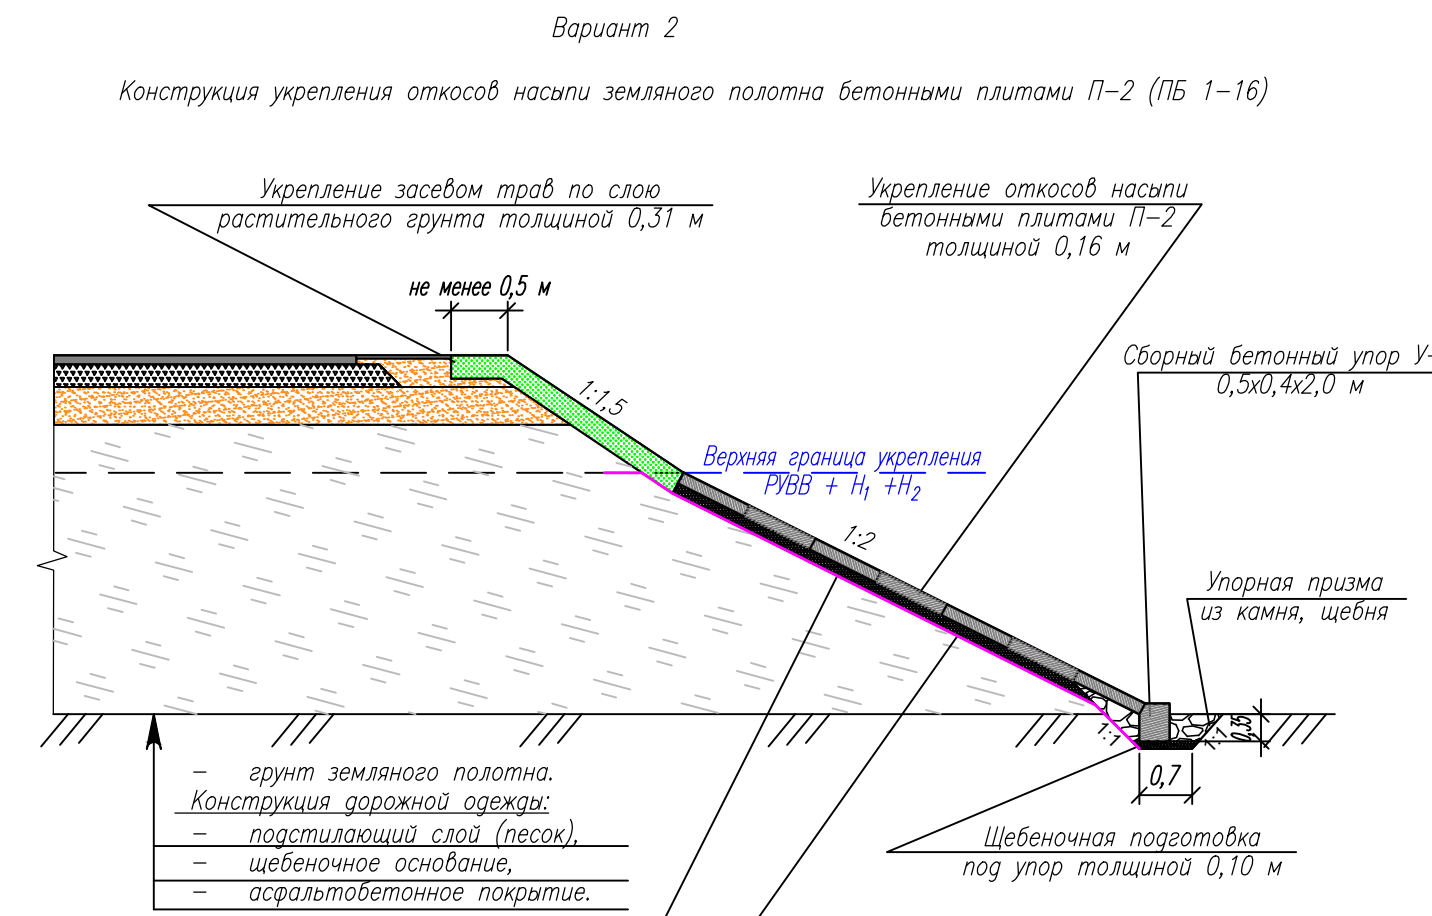 Вариант 2
Конструкция укрепления откосов насыпи земляного полотна бетонными плитами П-2 (ПБ 1-16)
Укрепление засевом трав по слою
растительного грунта толщиной 0,31 м
Укрепление откосов насыпи
бетонными плитами П-2
толщиной 0,16 м
не менее 0,5 м
Сборный бетонный упор У-
0,5х0,4х2,0 м
1:1,5
Верхняя граница укрепления
РУВВ + Н₁ +Н₂
1:2
Упорная призма
из камня, щебня
1:1
1:1
0,35
0,7
- грунт земляного полотна.
Конструкция дорожной одежды:
- подстилающий слой (песок),
- щебеночное основание,
- асфальтобетонное покрытие.
Щебеночная подготовка
под упор толщиной 0,10 м